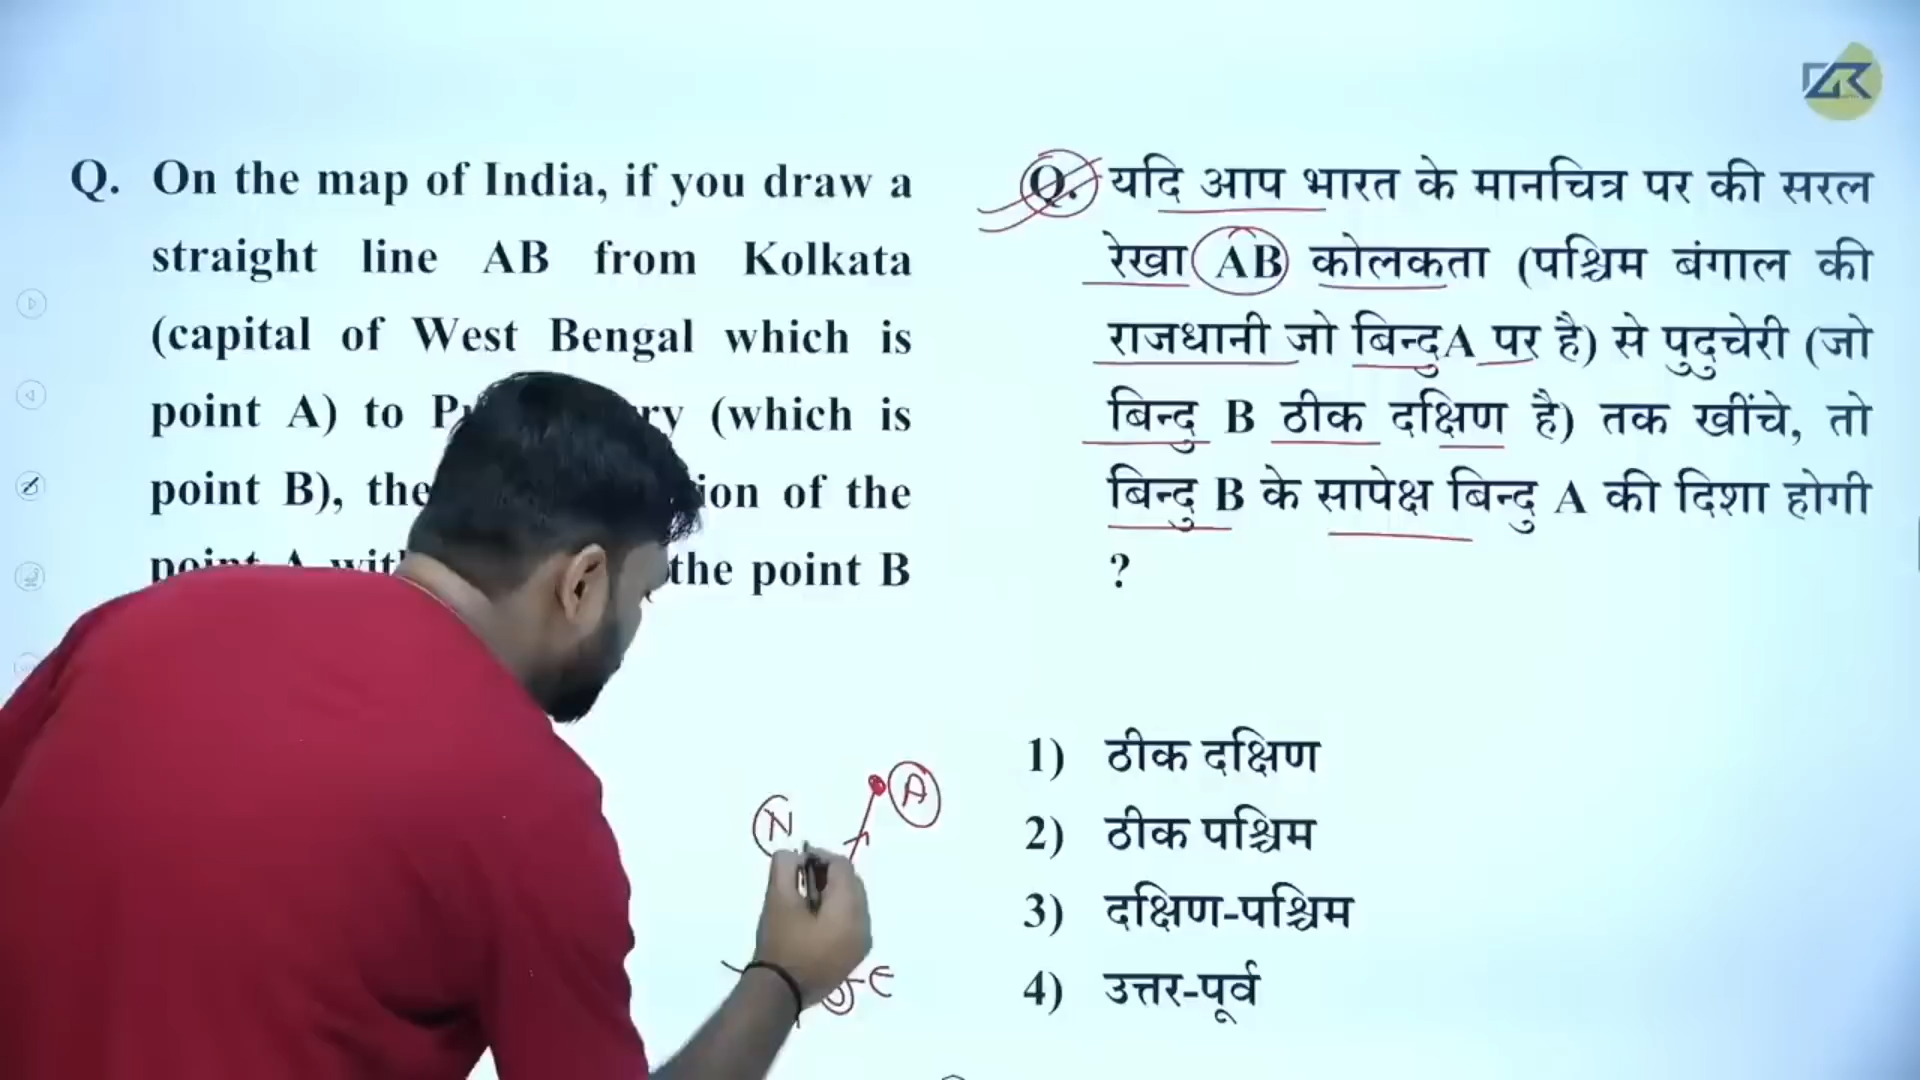 Q. On the map of India, if you draw a
straight line AB from Kolkata
(capital of West Bengal which is
point A) to (which is
point B), the of the
point A the point B
Q. यदि आप भारत के मानचित्र पर की सरल
रेखा AB कोलकता (पश्चिम बंगाल की
राजधानी जो बिन्दुA पर है) से पुदुचेरी (जो
बिन्दु B ठीक दक्षिण है) तक खींचे, तो
बिन्दु B के सापेक्ष बिन्दु A की दिशा होगी
?
1) ठीक दक्षिण
2) ठीक पश्चिम
3) दक्षिण-पश्चिम
4) उत्तर-पूर्व
N
A
E